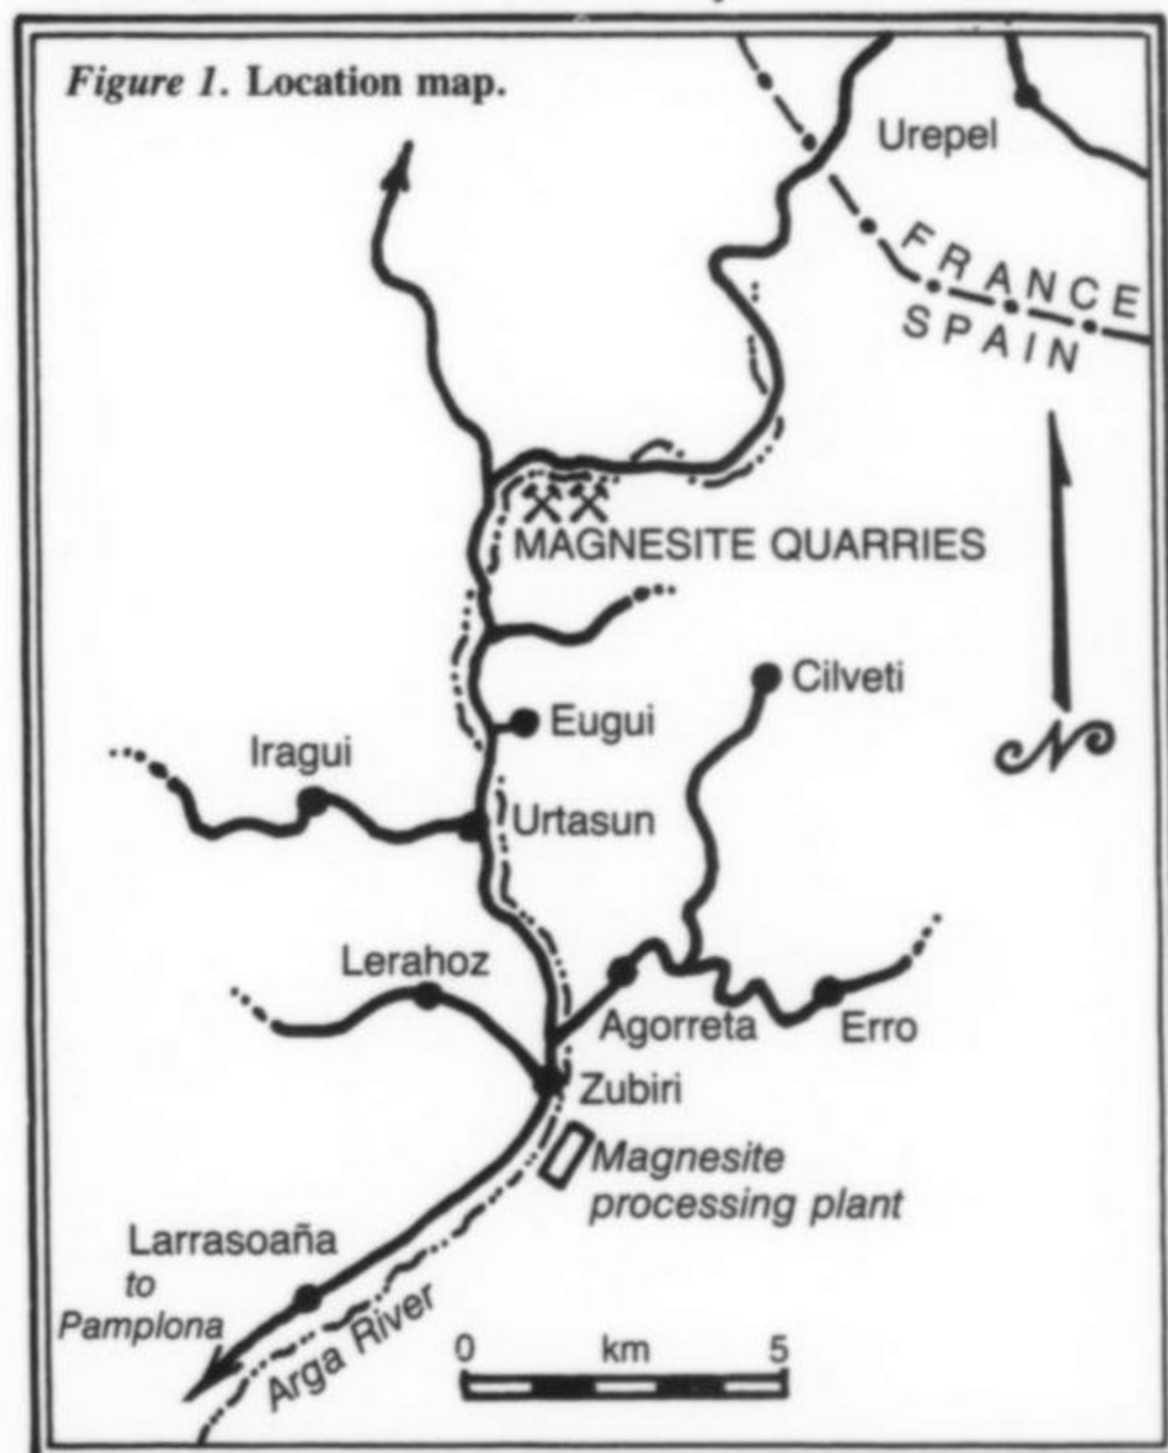 Figure 1. Location map.
Urepel
FRANCE
SPAIN
MAGNESITE QUARRIES
Cilveti
Eugui
Iragui
Urtasun
N
Lerahoz
Agorreta
Erro
Zubiri
Magnesite
processing plant
Larrasoaña
to
Pamplona
Arga River
0 km 5